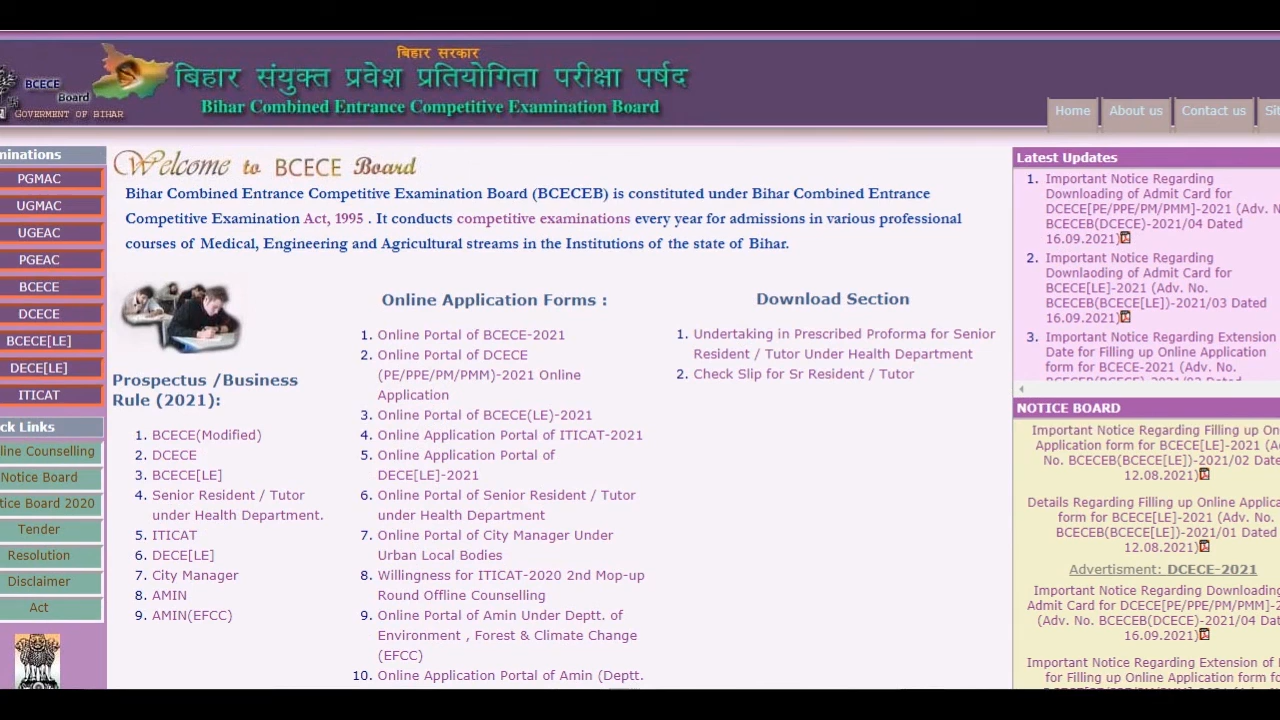 बिहार सरकार
बिहार संयुक्त प्रवेश प्रतियोगिता परीक्षा पर्षद
Bihar Combined Entrance Competitive Examination Board
BCECE
Board
GOVERMENT OF BIHAR
Home
About us
Contact us
Sit
minations
PGMAC
UGMAC
UGEAC
PGEAC
BCECE
DCECE
BCECE[LE]
DECE[LE]
ITICAT
ck Links
line Counselling
Notice Board
tice Board 2020
Tender
Resolution
Disclaimer
Act
Welcome to BCECE Board
Bihar Combined Entrance Competitive Examination Board (BCECEB) is constituted under Bihar Combined Entrance
Competitive Examination Act, 1995 . It conducts competitive examinations every year for admissions in various professional
courses of Medical, Engineering and Agricultural streams in the Institutions of the state of Bihar.
Prospectus /Business
Rule (2021):
1. BCECE(Modified)
2. DCECE
3. BCECE[LE]
4. Senior Resident / Tutor
under Health Department.
5. ITICAT
6. DECE[LE]
7. City Manager
8. AMIN
9. AMIN(EFCC)
Online Application Forms :
1. Online Portal of BCECE-2021
2. Online Portal of DCECE
(PE/PPE/PM/PMM)-2021 Online
Application
3. Online Portal of BCECE(LE)-2021
4. Online Application Portal of ITICAT-2021
5. Online Application Portal of
DECE[LE]-2021
6. Online Portal of Senior Resident / Tutor
under Health Department
7. Online Portal of City Manager Under
Urban Local Bodies
8. Willingness for ITICAT-2020 2nd Mop-up
Round Offline Counselling
9. Online Portal of Amin Under Deptt. of
Environment , Forest & Climate Change
(EFCC)
10. Online Application Portal of Amin (Deptt.
Download Section
1. Undertaking in Prescribed Proforma for Senior
Resident / Tutor Under Health Department
2. Check Slip for Sr Resident / Tutor
Latest Updates
1. Important Notice Regarding
Downloading of Admit Card for
DCECE[PE/PPE/PM/PMM]-2021 (Adv. N
BCECEB(DCECE)-2021/04 Dated
16.09.2021)
2. Important Notice Regarding
Downlaoding of Admit Card for
BCECE[LE]-2021 (Adv. No.
BCECEB(BCECE[LE])-2021/03 Dated
16.09.2021)
3. Important Notice Regarding Extension
Date for Filling up Online Application
form for BCECE-2021 (Adv. No.
BCECEB(BCECE)-2021/02 Dated
NOTICE BOARD
Important Notice Regarding Filling up On
Application form for BCECE[LE]-2021 (A
No. BCECEB(BCECE[LE])-2021/02 Date
12.08.2021)
Details Regarding Filling up Online Applica
form for BCECE[LE]-2021 (Adv. No.
BCECEB(BCECE[LE])-2021/01 Dated
12.08.2021)
Advertisment: DCECE-2021
Important Notice Regarding Downloading
Admit Card for DCECE[PE/PPE/PM/PMM]-2
(Adv. No. BCECEB(DCECE)-2021/04 Date
16.09.2021)
Important Notice Regarding Extension of
for Filling up Online Application form fo